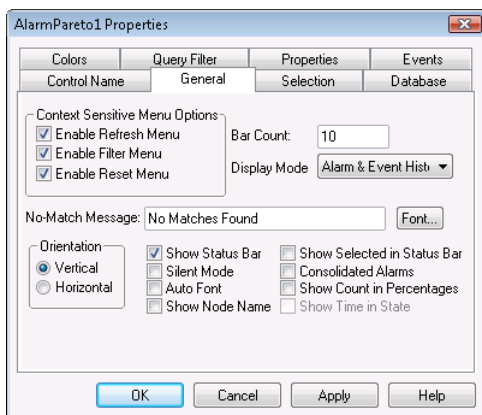 AlarmPareto1 Properties
Colors
Query Filter
Properties
Events
Control Name
General
Selection
Database
Context Sensitive Menu Options
Enable Refresh Menu
Enable Filter Menu
Enable Reset Menu
Bar Count:
10
Display Mode
Alarm & Event Histo
No-Match Message:
No Matches Found
Font...
Orientation
Vertical
Horizontal
Show Status Bar
Silent Mode
Auto Font
Show Node Name
Show Selected in Status Bar
Consolidated Alarms
Show Count in Percentages
Show Time in State
OK
Cancel
Apply
Help